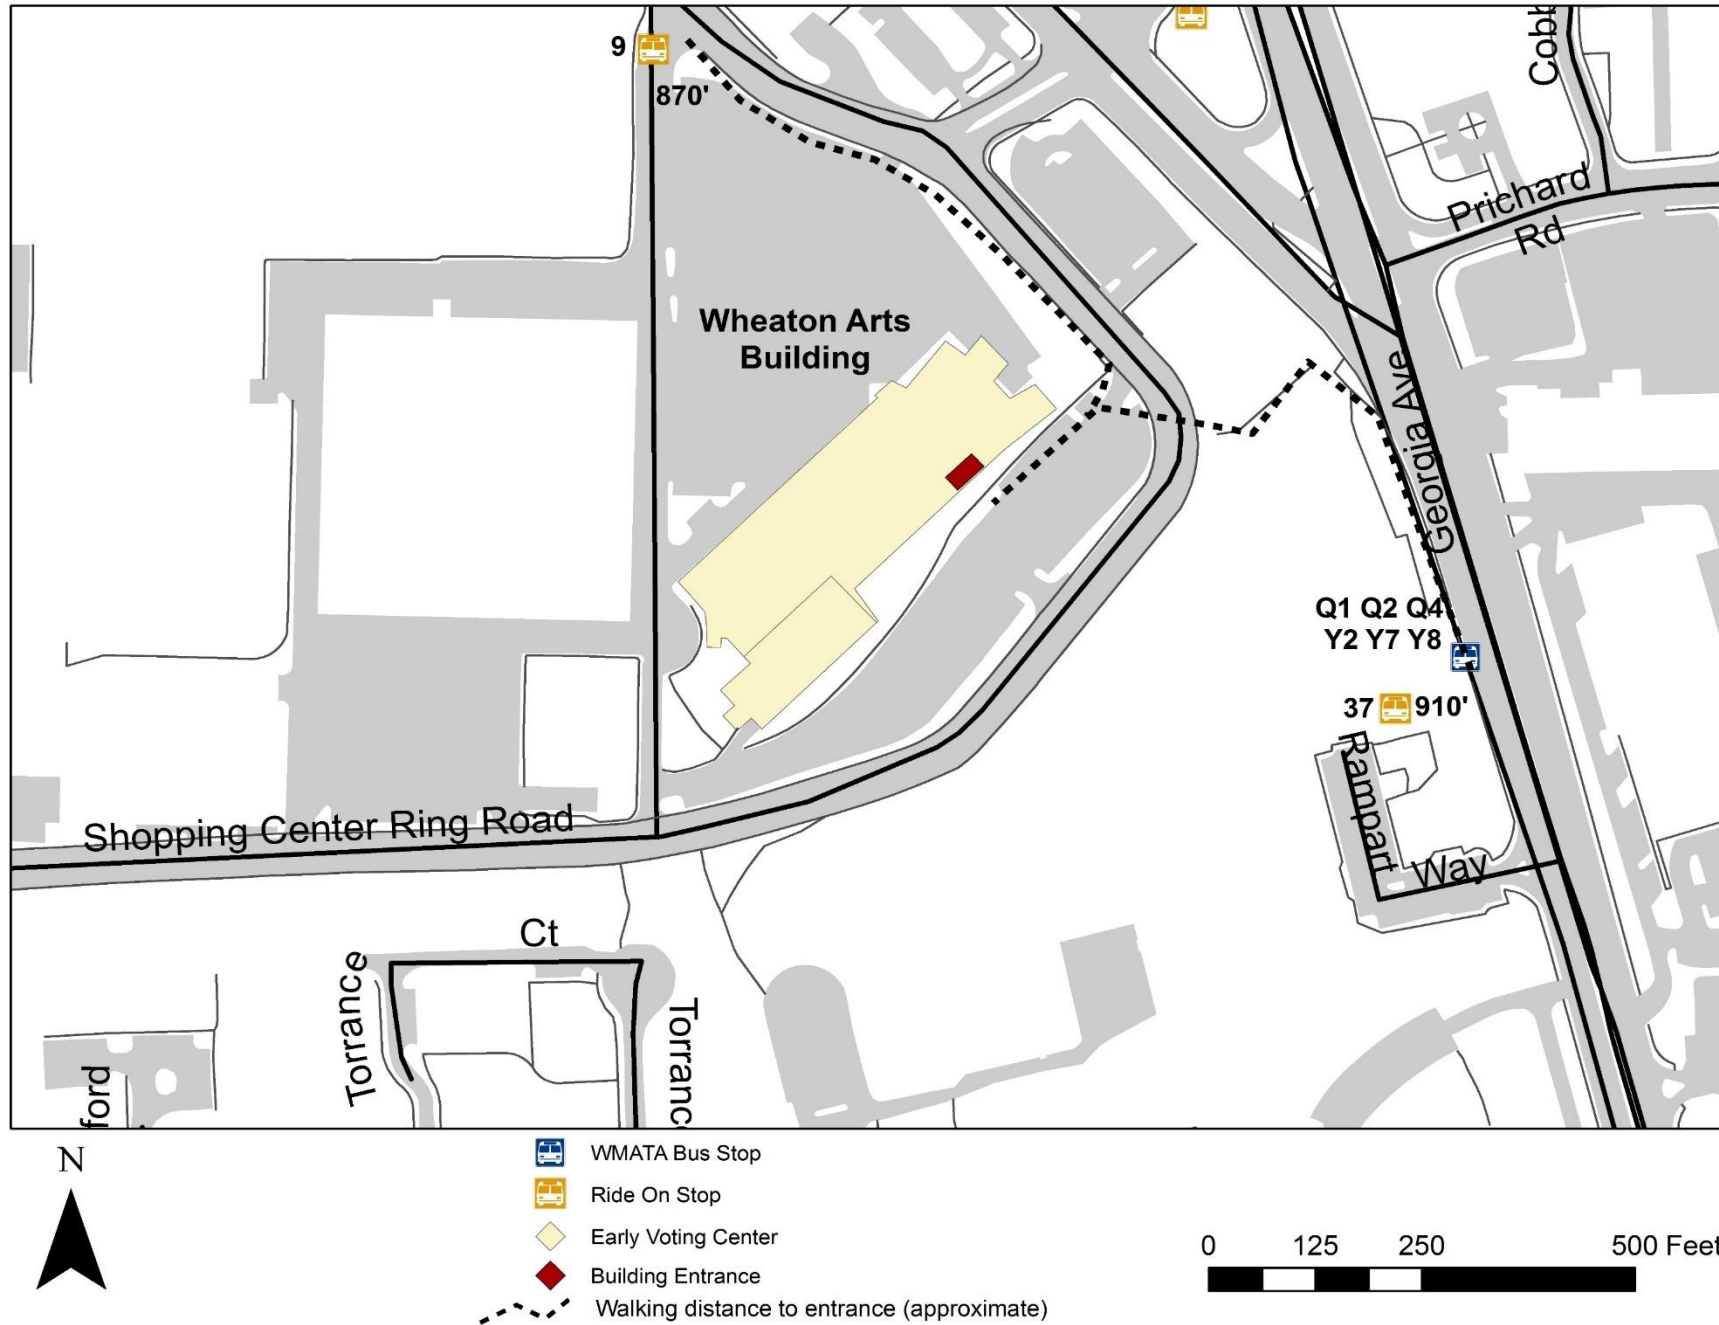 9
870'
Cobb
Prichard
Rd
Wheaton Arts
Building
Georgia Ave
Q1 Q2 Q4
Y2 Y7 Y8
37
910'
Rampart
Way
Shopping Center Ring Road
Ct
Torrance
Torranc
fford
N
WMATA Bus Stop
Ride On Stop
Early Voting Center
Building Entrance
Walking distance to entrance (approximate)
0 125 250 500 Feet